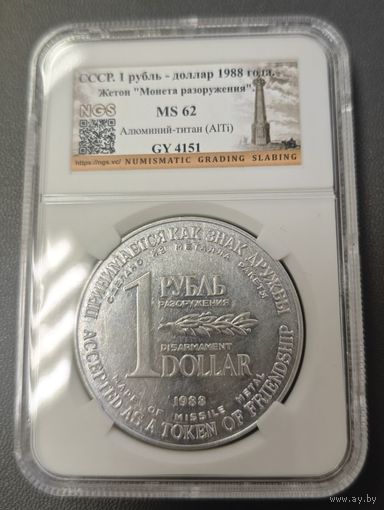 СССР. 1 рубль - доллар 1988 года.
Жетон "Монета разоружения".
NGS
MS 62
Алюминий-титан (AlTi)
GY 4151
https://ngs.vc/ NUMISMATIC GRADING SLABING
ПРИНИМАЕТСЯ КАК ЗНАК ДРУЖБЫ
СДЕЛАНО ИЗ МЕТАЛЛА РАКЕТЫ
1 РУБЛЬ
РАЗОРУЖЕНИЯ
DISARMAMENT
DOLLAR
1988
MADE OF MISSILE METAL
ACCEPTED AS A TOKEN OF FRIENDSHIP
ay.by